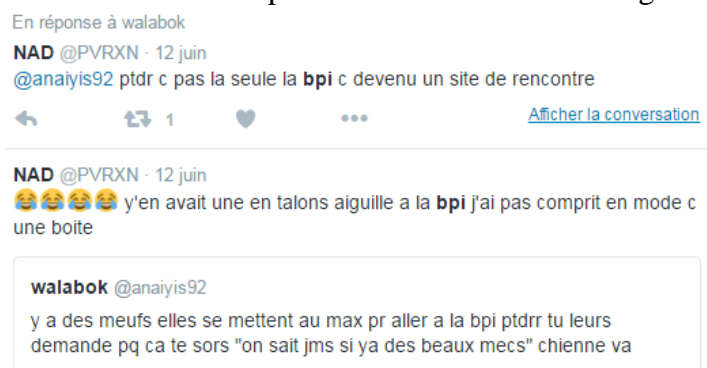 En réponse à walabok
NAD @PVRXN · 12 juin
@anaiyis92 ptdr c pas la seule la bpi c devenu un site de rencontre
1 Afficher la conversation
NAD @PVRXN · 12 juin
😂😂😂😂 y'en avait une en talons aiguille a la bpi j'ai pas comprit en mode c
une boite
walabok @anaiyis92
y a des meufs elles se mettent au max pr aller a la bpi ptdrr tu leurs
demande pq ca te sors "on sait jms si ya des beaux mecs" chienne va